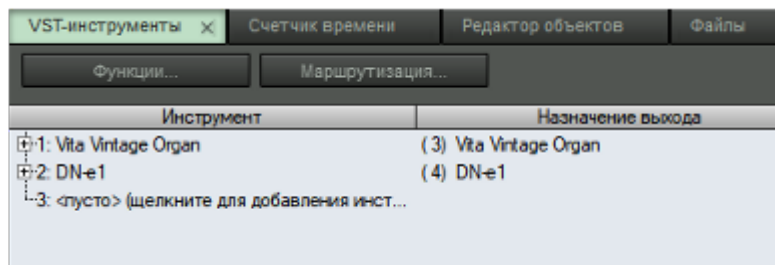 VST-инструменты × Счетчик времени Редактор объектов Файлы
Функции... Маршрутизация...
Инструмент Назначение выхода
1: Vita Vintage Organ (3) Vita Vintage Organ
2: DN-e1 (4) DN-e1
3: <пусто> (щелкните для добавления инст...